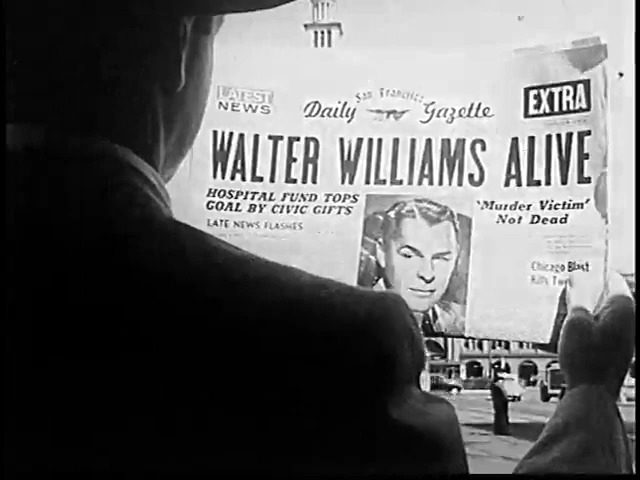 LATEST
NEWS
San Francisco
Daily Gazette
EXTRA
WALTER WILLIAMS ALIVE
HOSPITAL FUND TOPS
GOAL BY CIVIC GIFTS
LATE NEWS FLASHES
'Murder Victim'
Not Dead
Chicago Blast
Kills Two